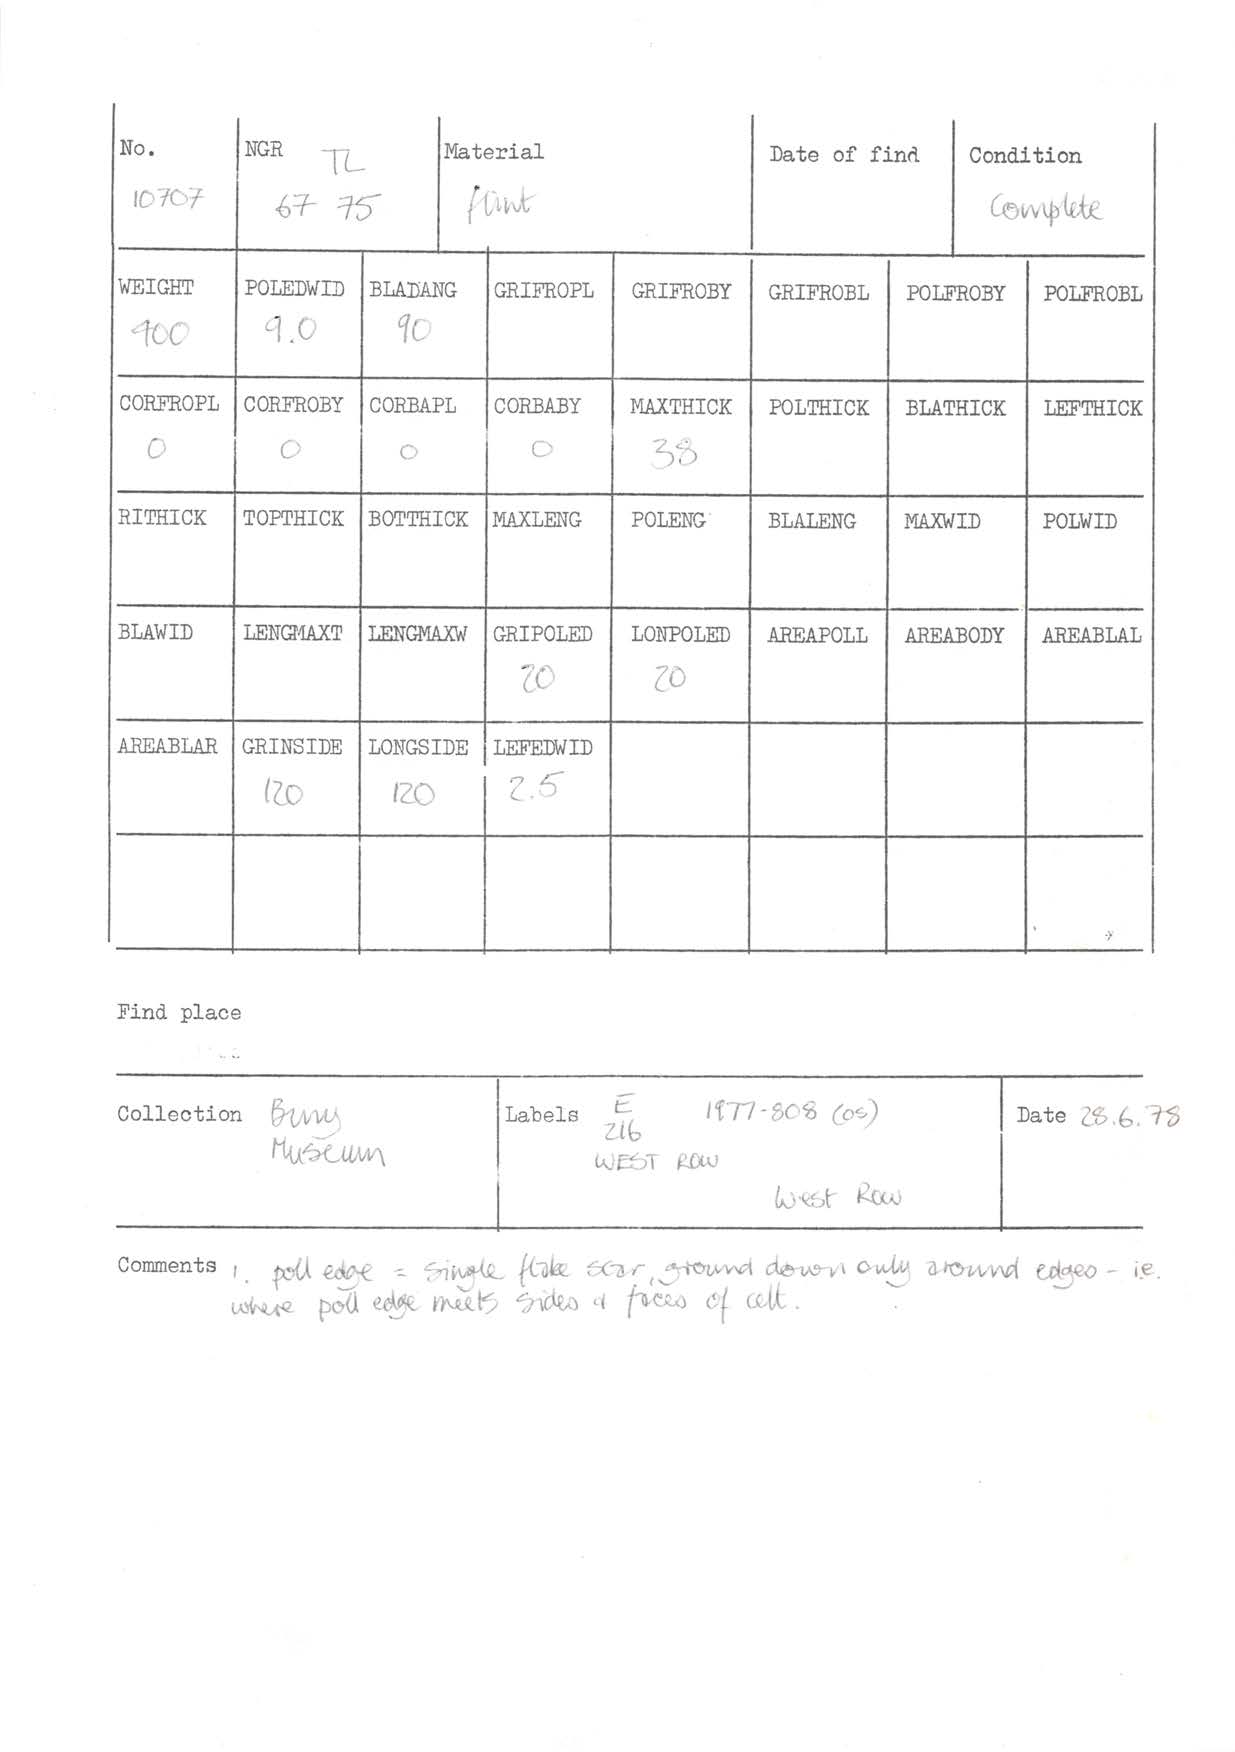 No. NGR TL Material Date of find Condition
10707 67 75 flint Complete
WEIGHT POLEDWID BLADANG GRIFROPL GRIFROBY GRIFROBL POLFROBY POLFROBL
400 9.0 90
CORFROPL CORFROBY CORBAPL CORBABY MAXTHICK POLTHICK BLATHICK LEFTHICK
0 0 0 0 38
RITHICK TOPTHICK BOTTHICK MAXLENG POLENG BLALENG MAXWID POLWID
BLAWID LENGMAXT LENGMAXW GRIPOLED LONPOLED AREAPOLL AREABODY AREABLAL
20 20
AREABLAR GRINSIDE LONGSIDE LEFEDWID
120 120 2.5
Find place
Collection Bury Labels E 1977-808 (OS) Date 28.6.78
Museum 216
WEST ROW
West Row
Comments 1. poll edge = single flake scar, ground down only around edges - i.e.
where poll edge meets sides & faces of celt.